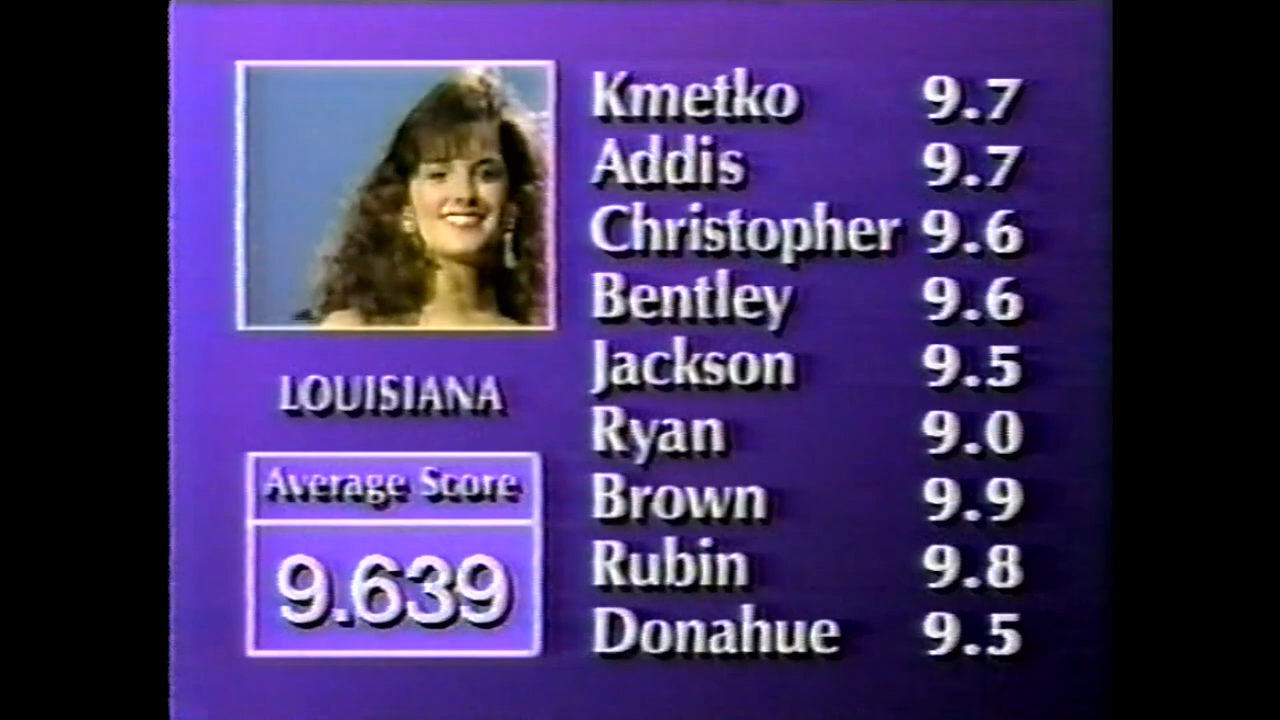 Kmetko 9.7
Addis 9.7
Christopher 9.6
Bentley 9.6
Jackson 9.5
Ryan 9.0
Brown 9.9
Rubin 9.8
Donahue 9.5
LOUISIANA
Average Score
9.639